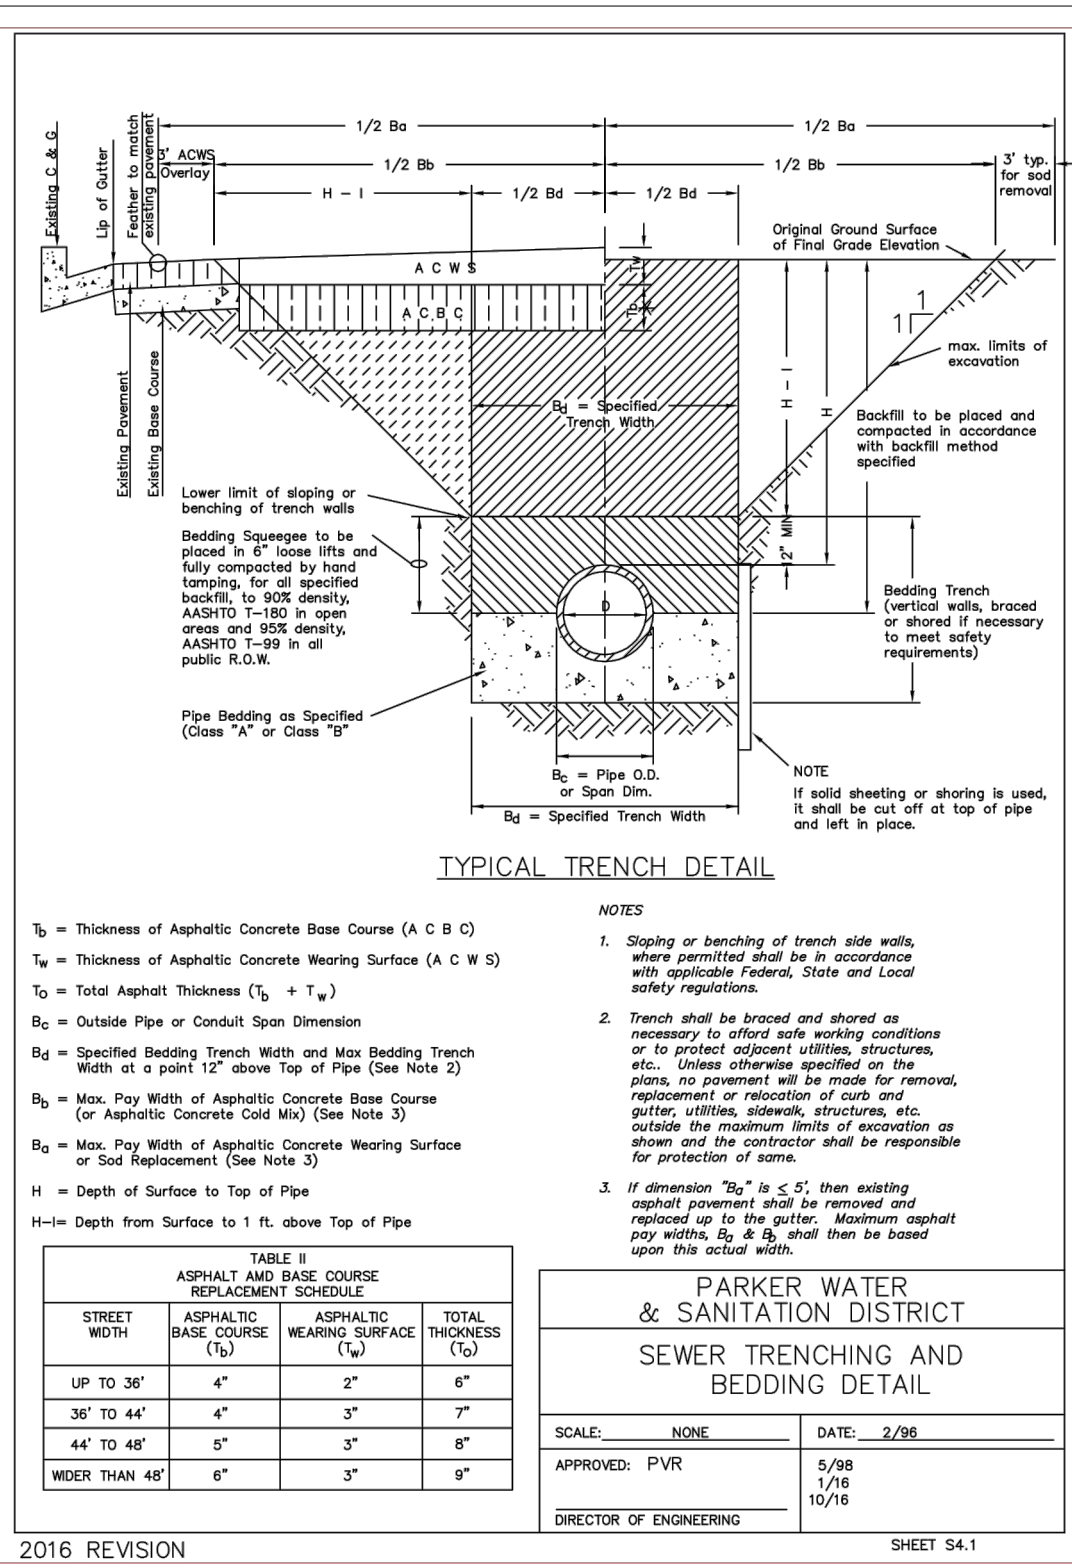 1/2 Ba
1/2 Ba
3' ACWS
Overlay
1/2 Bb
1/2 Bb
3' typ.
for sod
removal
H - I
1/2 Bd
1/2 Bd
Existing C & G
Lip of Gutter
Feather to match
existing pavement
Original Ground Surface
of Final Grade Elevation
A C W S
Tw
A C B C
Tb
1
1
max. limits of
excavation
Existing Pavement
Existing Base Course
Bd = Specified
Trench Width
H - I
H
Backfill to be placed and
compacted in accordance
with backfill method
specified
Lower limit of sloping or
benching of trench walls
12" MIN
Bedding Squeegee to be
placed in 6" loose lifts and
fully compacted by hand
tamping, for all specified
backfill, to 90% density,
AASHTO T-180 in open
areas and 95% density,
AASHTO T-99 in all
public R.O.W.
D
Bedding Trench
(vertical walls, braced
or shored if necessary
to meet safety
requirements)
Pipe Bedding as Specified
(Class "A" or Class "B"
Bc = Pipe O.D.
or Span Dim.
Bd = Specified Trench Width
NOTE
If solid sheeting or shoring is used,
it shall be cut off at top of pipe
and left in place.
TYPICAL TRENCH DETAIL
Tb = Thickness of Asphaltic Concrete Base Course (A C B C)
Tw = Thickness of Asphaltic Concrete Wearing Surface (A C W S)
To = Total Asphalt Thickness (Tb + Tw)
Bc = Outside Pipe or Conduit Span Dimension
Bd = Specified Bedding Trench Width and Max Bedding Trench
Width at a point 12" above Top of Pipe (See Note 2)
Bb = Max. Pay Width of Asphaltic Concrete Base Course
(or Asphaltic Concrete Cold Mix) (See Note 3)
Ba = Max. Pay Width of Asphaltic Concrete Wearing Surface
or Sod Replacement (See Note 3)
H = Depth of Surface to Top of Pipe
H-I= Depth from Surface to 1 ft. above Top of Pipe
NOTES
1. Sloping or benching of trench side walls,
where permitted shall be in accordance
with applicable Federal, State and Local
safety regulations.
2. Trench shall be braced and shored as
necessary to afford safe working conditions
or to protect adjacent utilities, structures,
etc.. Unless otherwise specified on the
plans, no pavement will be made for removal,
replacement or relocation of curb and
gutter, utilities, sidewalk, structures, etc.
outside the maximum limits of excavation as
shown and the contractor shall be responsible
for protection of same.
3. If dimension "Ba" is ≤ 5', then existing
asphalt pavement shall be removed and
replaced up to the gutter. Maximum asphalt
pay widths, Ba & Bb shall then be based
upon this actual width.
TABLE II
ASPHALT AMD BASE COURSE
REPLACEMENT SCHEDULE
STREET WIDTH | ASPHALTIC BASE COURSE (Tb) | ASPHALTIC WEARING SURFACE (Tw) | TOTAL THICKNESS (To)
UP TO 36' | 4" | 2" | 6"
36' TO 44' | 4" | 3" | 7"
44' TO 48' | 5" | 3" | 8"
WIDER THAN 48' | 6" | 3" | 9"
PARKER WATER
& SANITATION DISTRICT
SEWER TRENCHING AND
BEDDING DETAIL
SCALE: NONE
DATE: 2/96
APPROVED: PVR
5/98
1/16
10/16
DIRECTOR OF ENGINEERING
2016 REVISION
SHEET S4.1